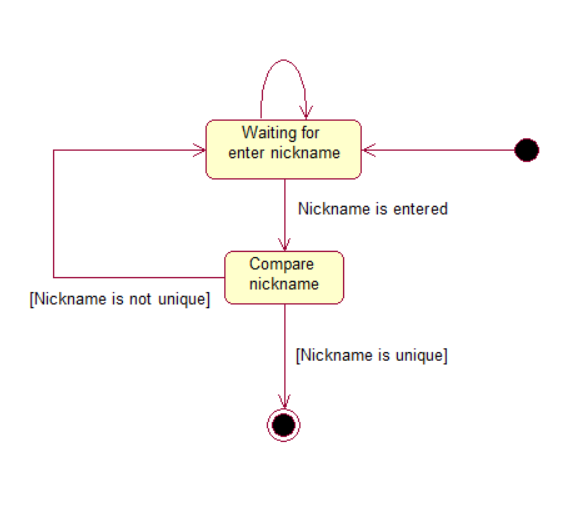 Waiting for
enter nickname
Nickname is entered
Compare
nickname
[Nickname is not unique]
[Nickname is unique]